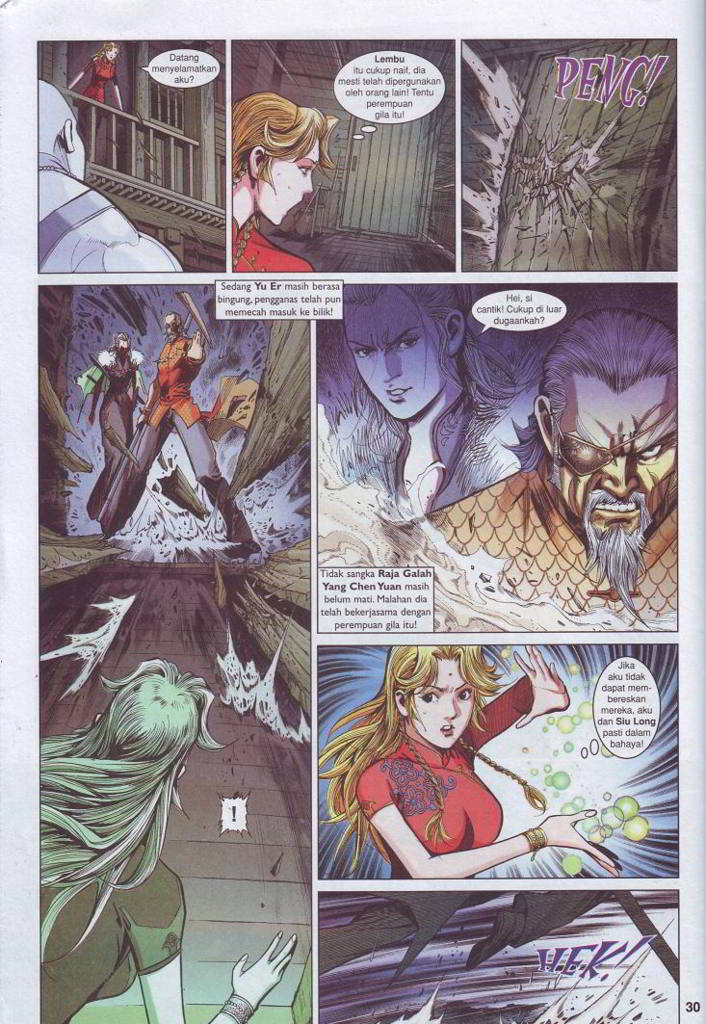 Datang
menyelamatkan
aku?
Lembu
itu cukup naif, dia
mesti telah dipergunakan
oleh orang lain! Tentu
perempuan
gila itu!
PENG!
Sedang Yu Er masih berasa
bingung, pengganas telah pun
memecah masuk ke bilik!
Hei, si
cantik! Cukup di luar
dugaankah?
Tidak sangka Raja Galah
Yang Chen Yuan masih
belum mati. Malahan dia
telah bekerjasama dengan
perempuan gila itu!
!
Jika
aku tidak
dapat mem-
bereskan
mereka, aku
dan Siu Long
pasti dalam
bahaya!
HEK!
30